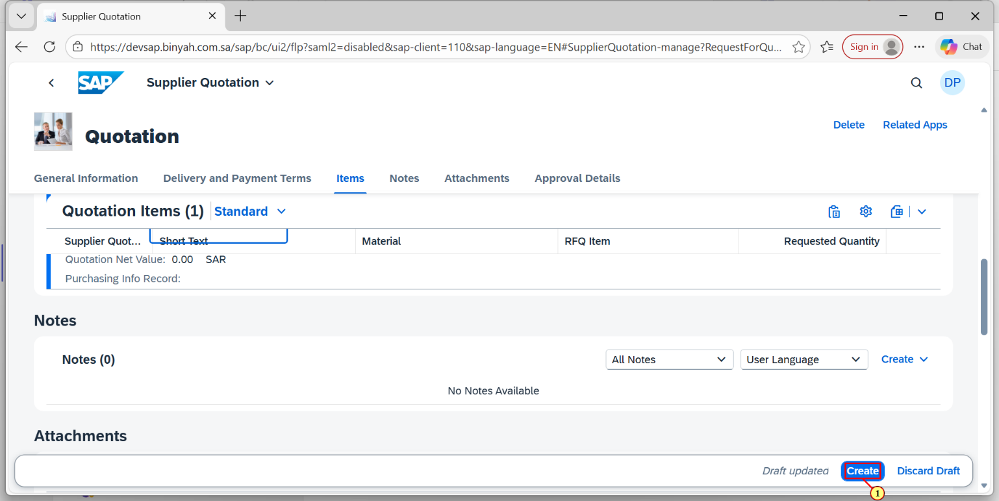 Supplier Quotation
https://devsap.binyah.com.sa/sap/bc/ui2/flp?saml2=disabled&sap-client=110&sap-language=EN#SupplierQuotation-manage?RequestForQu...
Sign in
Chat
SAP
Supplier Quotation
DP
Quotation
Delete
Related Apps
General Information
Delivery and Payment Terms
Items
Notes
Attachments
Approval Details
Quotation Items (1)
Standard
Supplier Quot...
Short Text
Material
RFQ Item
Requested Quantity
Quotation Net Value: 0.00 SAR
Purchasing Info Record:
Notes
Notes (0)
All Notes
User Language
Create
No Notes Available
Attachments
Draft updated
Create
Discard Draft
1